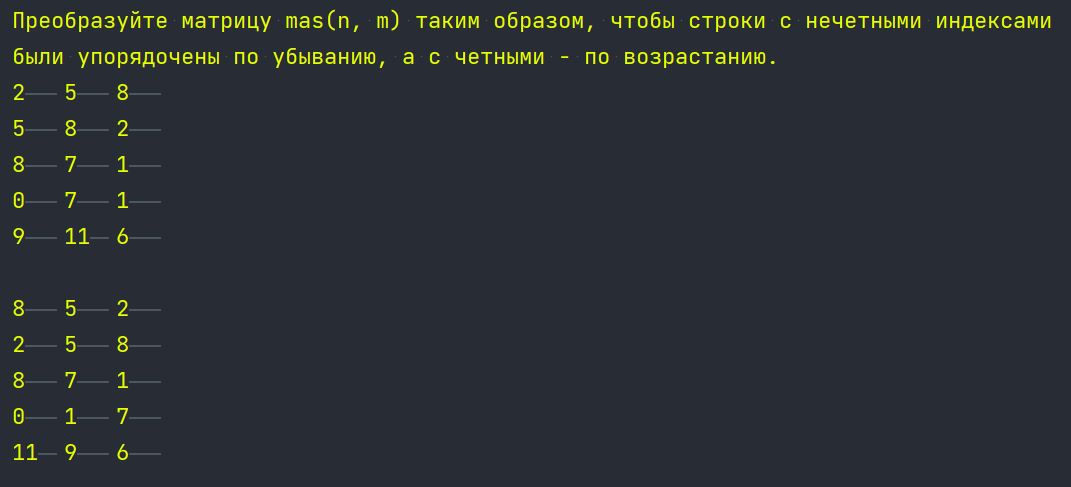 Преобразуйте матрицу mas(n, m) таким образом, чтобы строки с нечетными индексами
были упорядочены по убыванию, а с четными - по возрастанию.
2 5 8
5 8 2
8 7 1
0 7 1
9 11 6
8 5 2
2 5 8
8 7 1
0 1 7
11 9 6